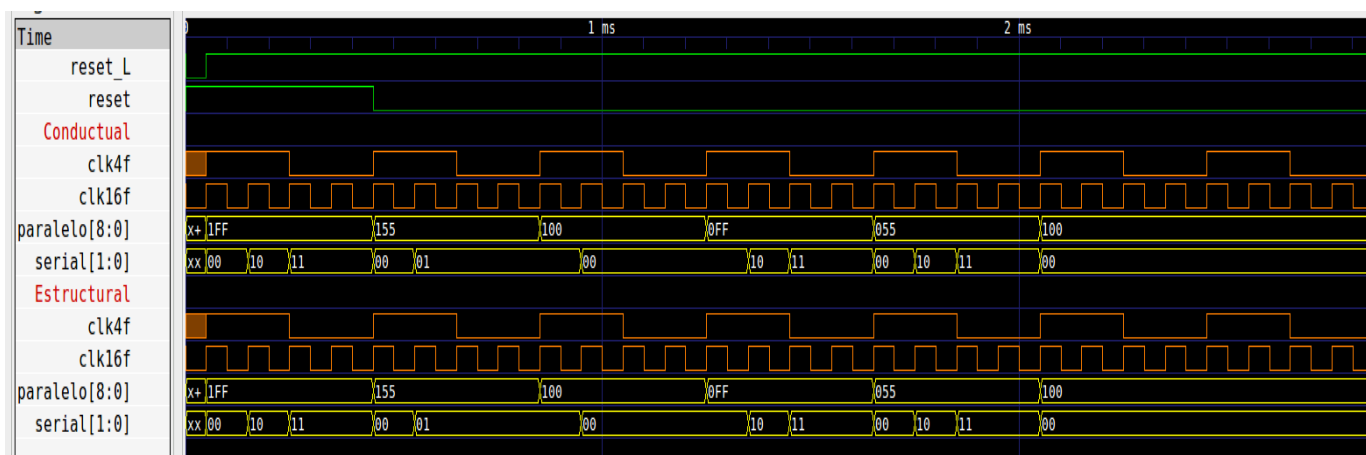 Time 1 ms 2 ms
reset_L
reset
Conductual
clk4f
clk16f
paralelo[8:0] x+ 1FF 155 100 0FF 055 100
serial[1:0] xx 00 10 11 00 01 00 10 11 00 10 11 00
Estructural
clk4f
clk16f
paralelo[8:0] x+ 1FF 155 100 0FF 055 100
serial[1:0] xx 00 10 11 00 01 00 10 11 00 10 11 00